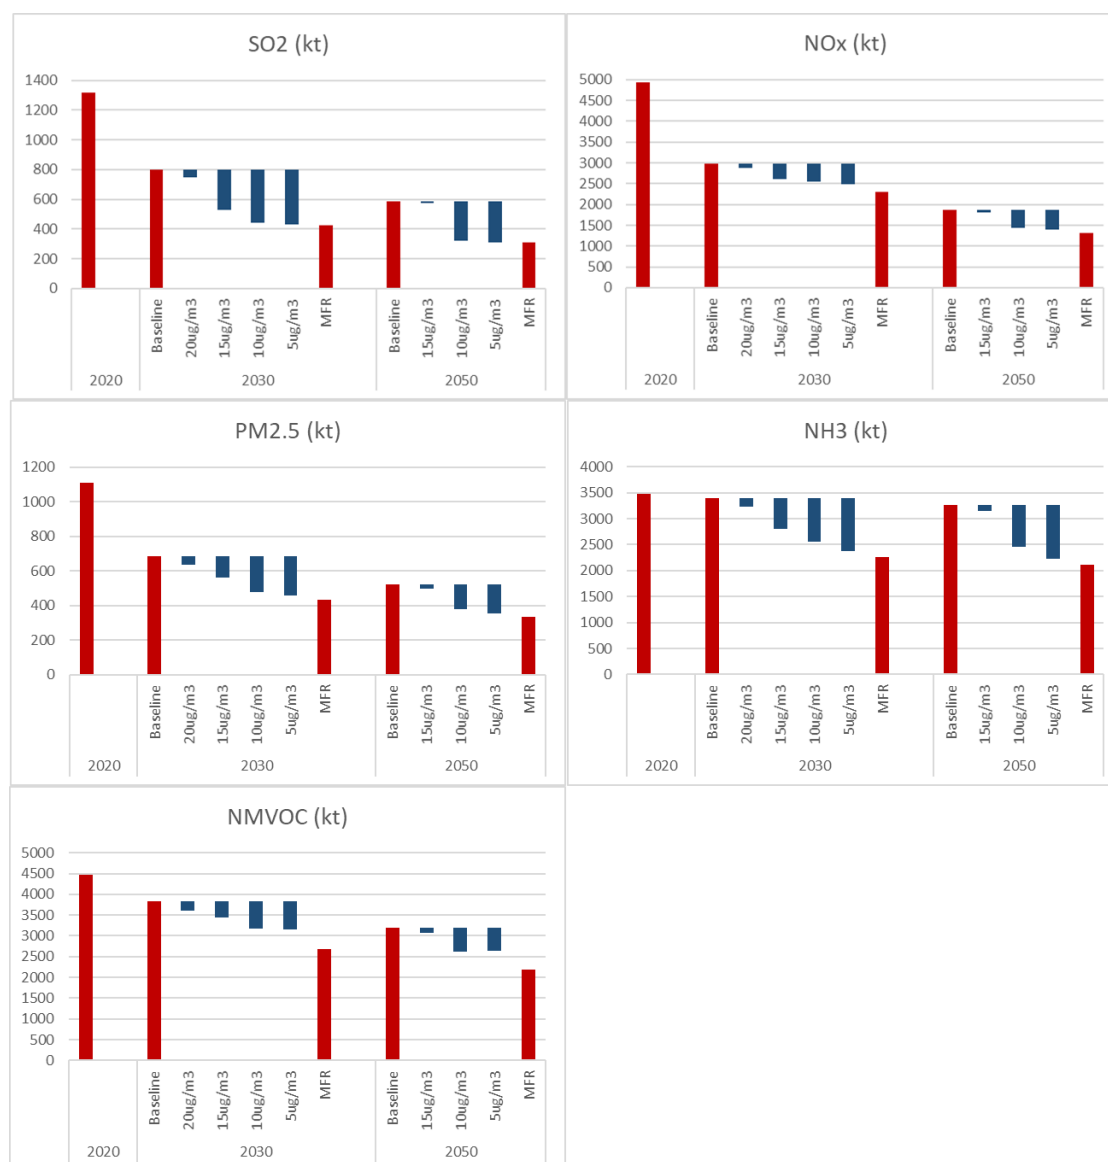 SO2 (kt)
1400
1200
1000
800
600
400
200
0
Baseline
20ug/m3
15ug/m3
10ug/m3
5ug/m3
MFR
Baseline
15ug/m3
10ug/m3
5ug/m3
MFR
2020
2030
2050
NOx (kt)
5000
4500
4000
3500
3000
2500
2000
1500
1000
500
0
Baseline
20ug/m3
15ug/m3
10ug/m3
5ug/m3
MFR
Baseline
15ug/m3
10ug/m3
5ug/m3
MFR
2020
2030
2050
PM2.5 (kt)
1200
1000
800
600
400
200
0
Baseline
20ug/m3
15ug/m3
10ug/m3
5ug/m3
MFR
Baseline
15ug/m3
10ug/m3
5ug/m3
MFR
2020
2030
2050
NH3 (kt)
4000
3500
3000
2500
2000
1500
1000
500
0
Baseline
20ug/m3
15ug/m3
10ug/m3
5ug/m3
MFR
Baseline
15ug/m3
10ug/m3
5ug/m3
MFR
2020
2030
2050
NMVOC (kt)
5000
4500
4000
3500
3000
2500
2000
1500
1000
500
0
Baseline
20ug/m3
15ug/m3
10ug/m3
5ug/m3
MFR
Baseline
15ug/m3
10ug/m3
5ug/m3
MFR
2020
2030
2050